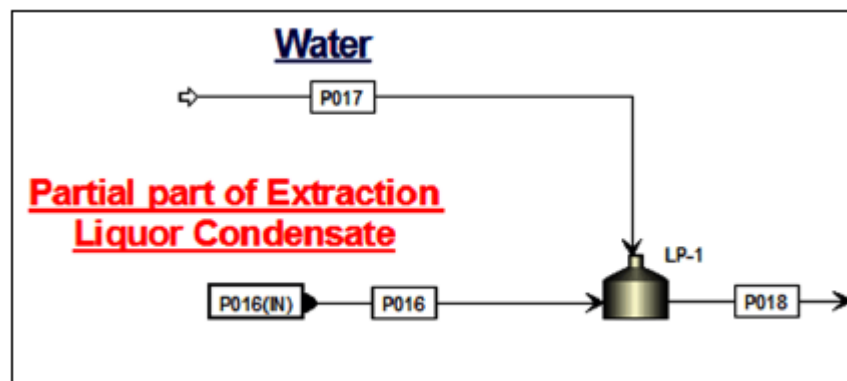 Water
P017
Partial part of Extraction
Liquor Condensate
LP-1
P016(IN)
P016
P018